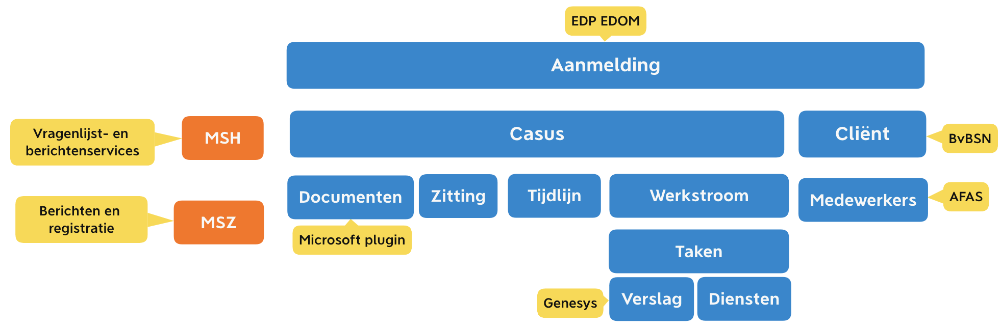 EDP EDOM
Aanmelding
Vragenlijst- en
berichtenservices
MSH
Casus
Cliënt
BvBSN
Berichten en
registratie
MSZ
Documenten
Zitting
Tijdlijn
Werkstroom
Medewerkers
AFAS
Microsoft plugin
Taken
Genesys
Verslag
Diensten